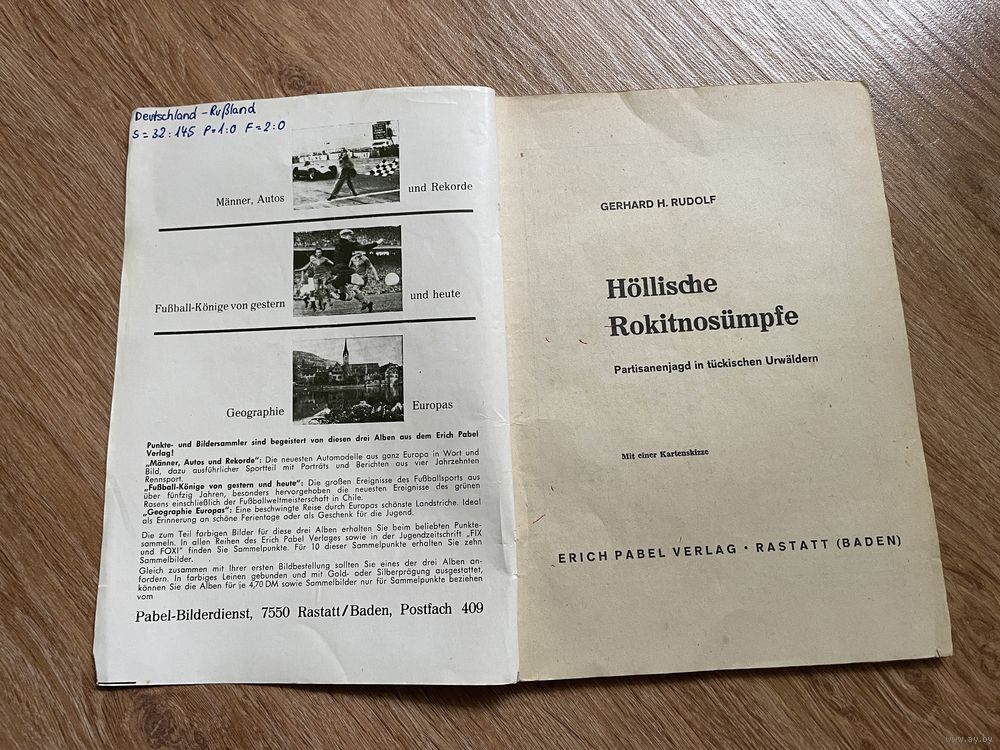 Deutschland – Rußland
S = 32 : 145 P = 1:0 F = 2:0
Männer, Autos
und Rekorde
Fußball-Könige von gestern
und heute
Geographie
Europas
Punkte- und Bildersammler sind begeistert von diesen drei Alben aus dem Erich Pabel
Verlag!
„Männer, Autos und Rekorde“: Die neuesten Automodelle aus ganz Europa in Wort und
Bild, dazu ausführlicher Sportteil mit Porträts und Berichten aus vier Jahrzehnten
Rennsport.
„Fußball-Könige von gestern und heute“: Die großen Ereignisse des Fußballsports aus
über fünfzig Jahren, besonders hervorgehoben die neuesten Ereignisse des grünen
Rasens einschließlich der Fußballweltmeisterschaft in Chile.
„Geographie Europas“: Eine beschwingte Reise durch Europas schönste Landstriche. Ideal
als Erinnerung an schöne Ferientage oder als Geschenk für die Jugend.
Die zum Teil farbigen Bilder für diese drei Alben erhalten Sie beim beliebten Punkte-
sammeln. In allen Reihen des Erich Pabel Verlages sowie in der Jugendzeitschrift „FIX
und FOXI“ finden Sie Sammelpunkte. Für 10 dieser Sammelpunkte erhalten Sie zehn
Sammelbilder.
Gleich zusammen mit Ihrer ersten Bildbestellung sollten Sie eines der drei Alben an-
fordern. In farbiges Leinen gebunden und mit Gold- oder Silberprägung ausgestattet,
können Sie die Alben für je 4,70 DM sowie Sammelbilder nur für Sammelpunkte beziehen
vom
Pabel-Bilderdienst, 7550 Rastatt/Baden, Postfach 409
GERHARD H. RUDOLF
Höllische
Rokitnosümpfe
Partisanenjagd in tückischen Urwäldern
Mit einer Kartenskizze
ERICH PABEL VERLAG · RASTATT (BADEN)
www.ay.by